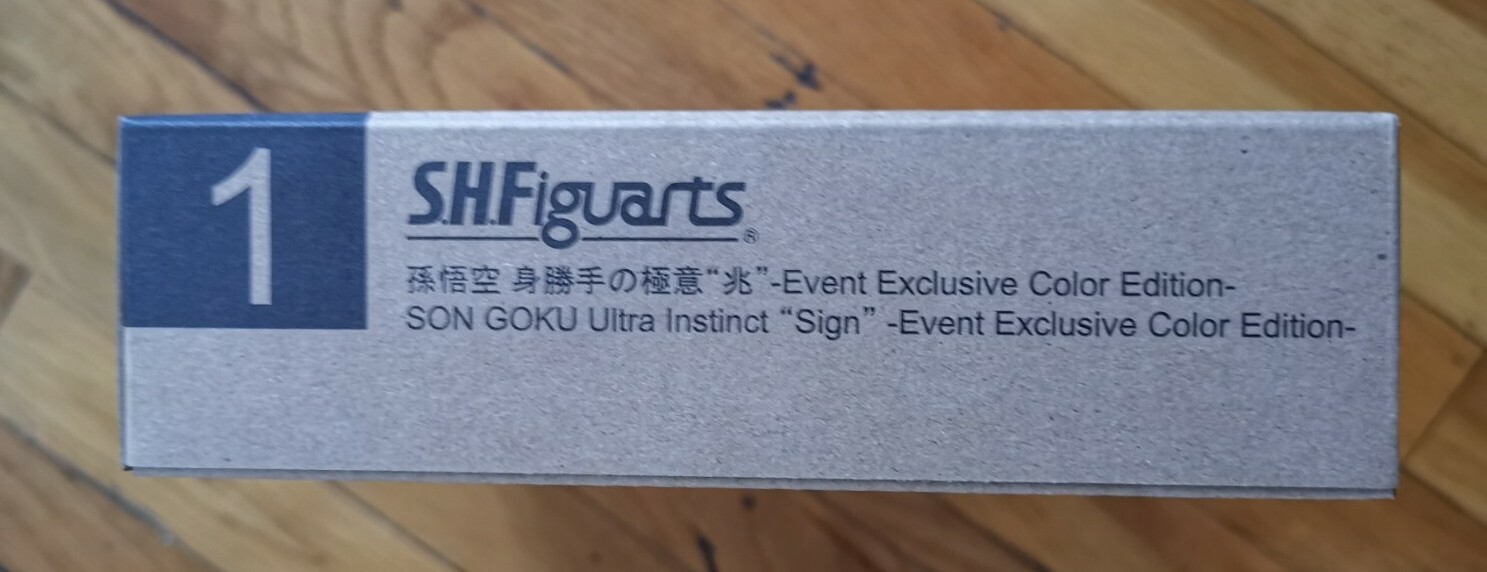 1
S.H.Figuarts®
孫悟空 身勝手の極意“兆”-Event Exclusive Color Edition-
SON GOKU Ultra Instinct “Sign” -Event Exclusive Color Edition-